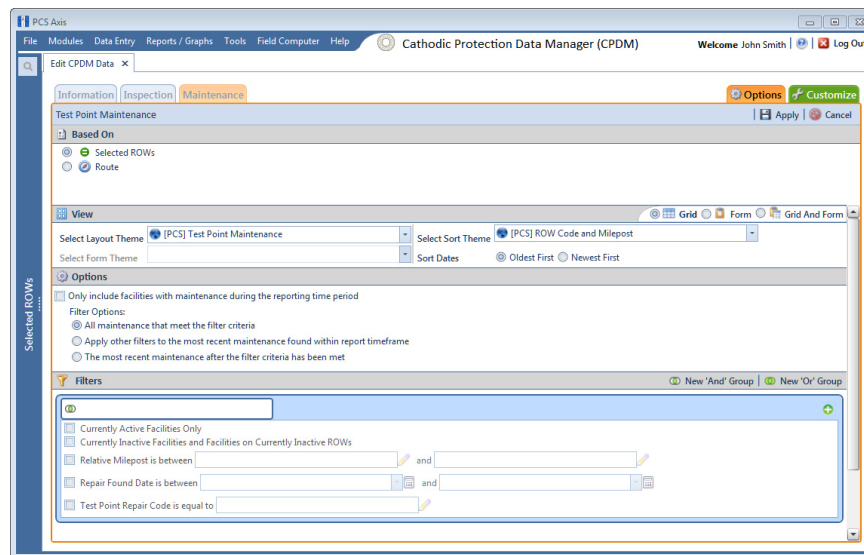 PCS Axis
File Modules Data Entry Reports / Graphs Tools Field Computer Help Cathodic Protection Data Manager (CPDM) Welcome John Smith | Log Out
Edit CPDM Data ×
Information Inspection Maintenance Options Customize
Test Point Maintenance | Apply | Cancel
Based On
Selected ROWs
Route
View Grid Form Grid And Form
Select Layout Theme [PCS] Test Point Maintenance Select Sort Theme [PCS] ROW Code and Milepost
Select Form Theme Sort Dates Oldest First Newest First
Options
Only include facilities with maintenance during the reporting time period
Filter Options:
All maintenance that meet the filter criteria
Apply other filters to the most recent maintenance found within report timeframe
The most recent maintenance after the filter criteria has been met
Filters New 'And' Group | New 'Or' Group
Currently Active Facilities Only
Currently Inactive Facilities and Facilities on Currently Inactive ROWs
Relative Milepost is between and
Repair Found Date is between and
Test Point Repair Code is equal to
Selected ROWs